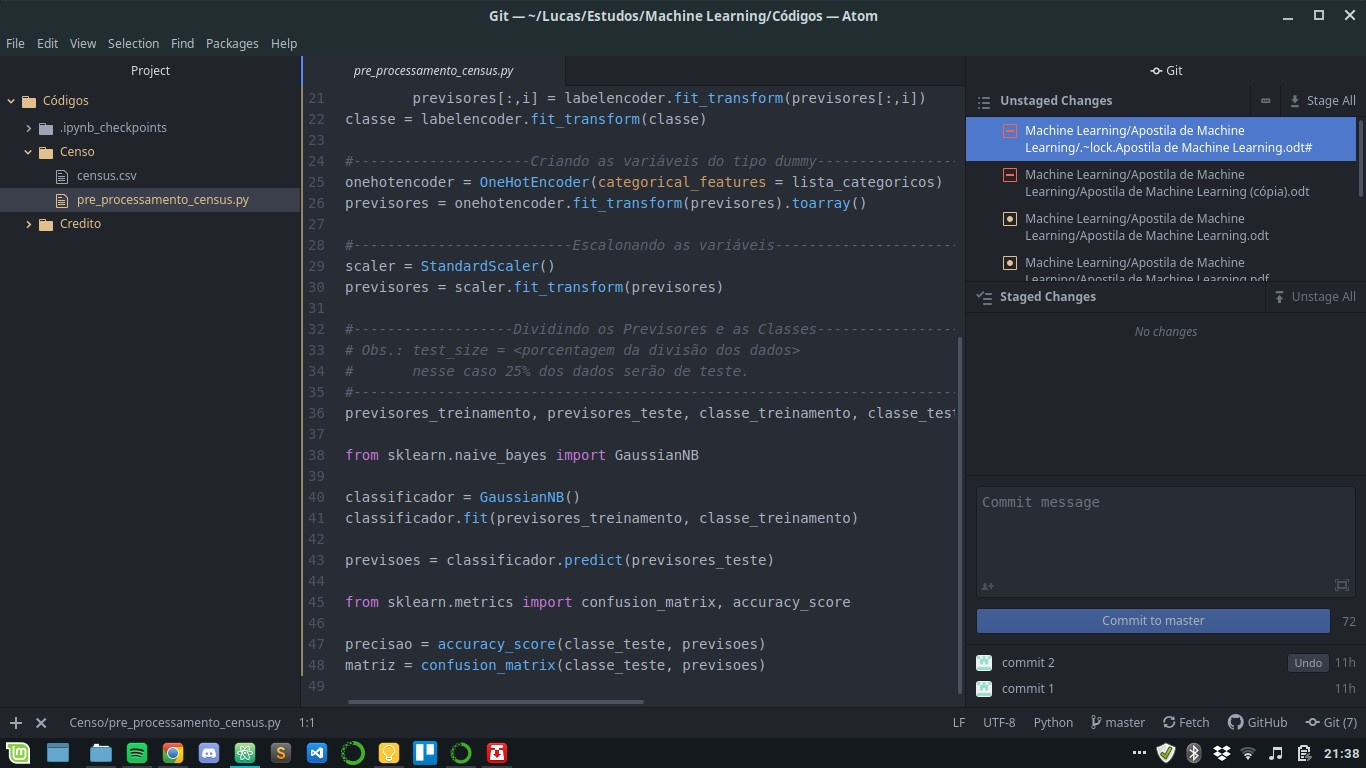 Git — ~/Lucas/Estudos/Machine Learning/Códigos — Atom
File Edit View Selection Find Packages Help
Project
Códigos
.ipynb_checkpoints
Censo
census.csv
pre_processamento_census.py
Credito
pre_processamento_census.py
21 previsores[:,i] = labelencoder.fit_transform(previsores[:,i])
22 classe = labelencoder.fit_transform(classe)
23
24 #---------------------Criando as variáveis do tipo dummy-----------------
25 onehotencoder = OneHotEncoder(categorical_features = lista_categoricos)
26 previsores = onehotencoder.fit_transform(previsores).toarray()
27
28 #--------------------------Escalonando as variáveis----------------------
29 scaler = StandardScaler()
30 previsores = scaler.fit_transform(previsores)
31
32 #-------------------Dividindo os Previsores e as Classes-----------------
33 # Obs.: test_size = <porcentagem da divisão dos dados>
34 #       nesse caso 25% dos dados serão de teste.
35 #------------------------------------------------------------------------
36 previsores_treinamento, previsores_teste, classe_treinamento, classe_test
37
38 from sklearn.naive_bayes import GaussianNB
39
40 classificador = GaussianNB()
41 classificador.fit(previsores_treinamento, classe_treinamento)
42
43 previsoes = classificador.predict(previsores_teste)
44
45 from sklearn.metrics import confusion_matrix, accuracy_score
46
47 precisao = accuracy_score(classe_teste, previsoes)
48 matriz = confusion_matrix(classe_teste, previsoes)
49
Git
Unstaged Changes Stage All
Machine Learning/Apostila de Machine
Learning/.~lock.Apostila de Machine Learning.odt#
Machine Learning/Apostila de Machine
Learning/Apostila de Machine Learning (cópia).odt
Machine Learning/Apostila de Machine
Learning/Apostila de Machine Learning.odt
Machine Learning/Apostila de Machine
Learning/Apostila de Machine Learning.pdf
Staged Changes Unstage All
No changes
Commit message
Commit to master 72
commit 2 Undo 11h
commit 1 11h
Censo/pre_processamento_census.py 1:1 LF UTF-8 Python master Fetch GitHub Git (7)
21:38